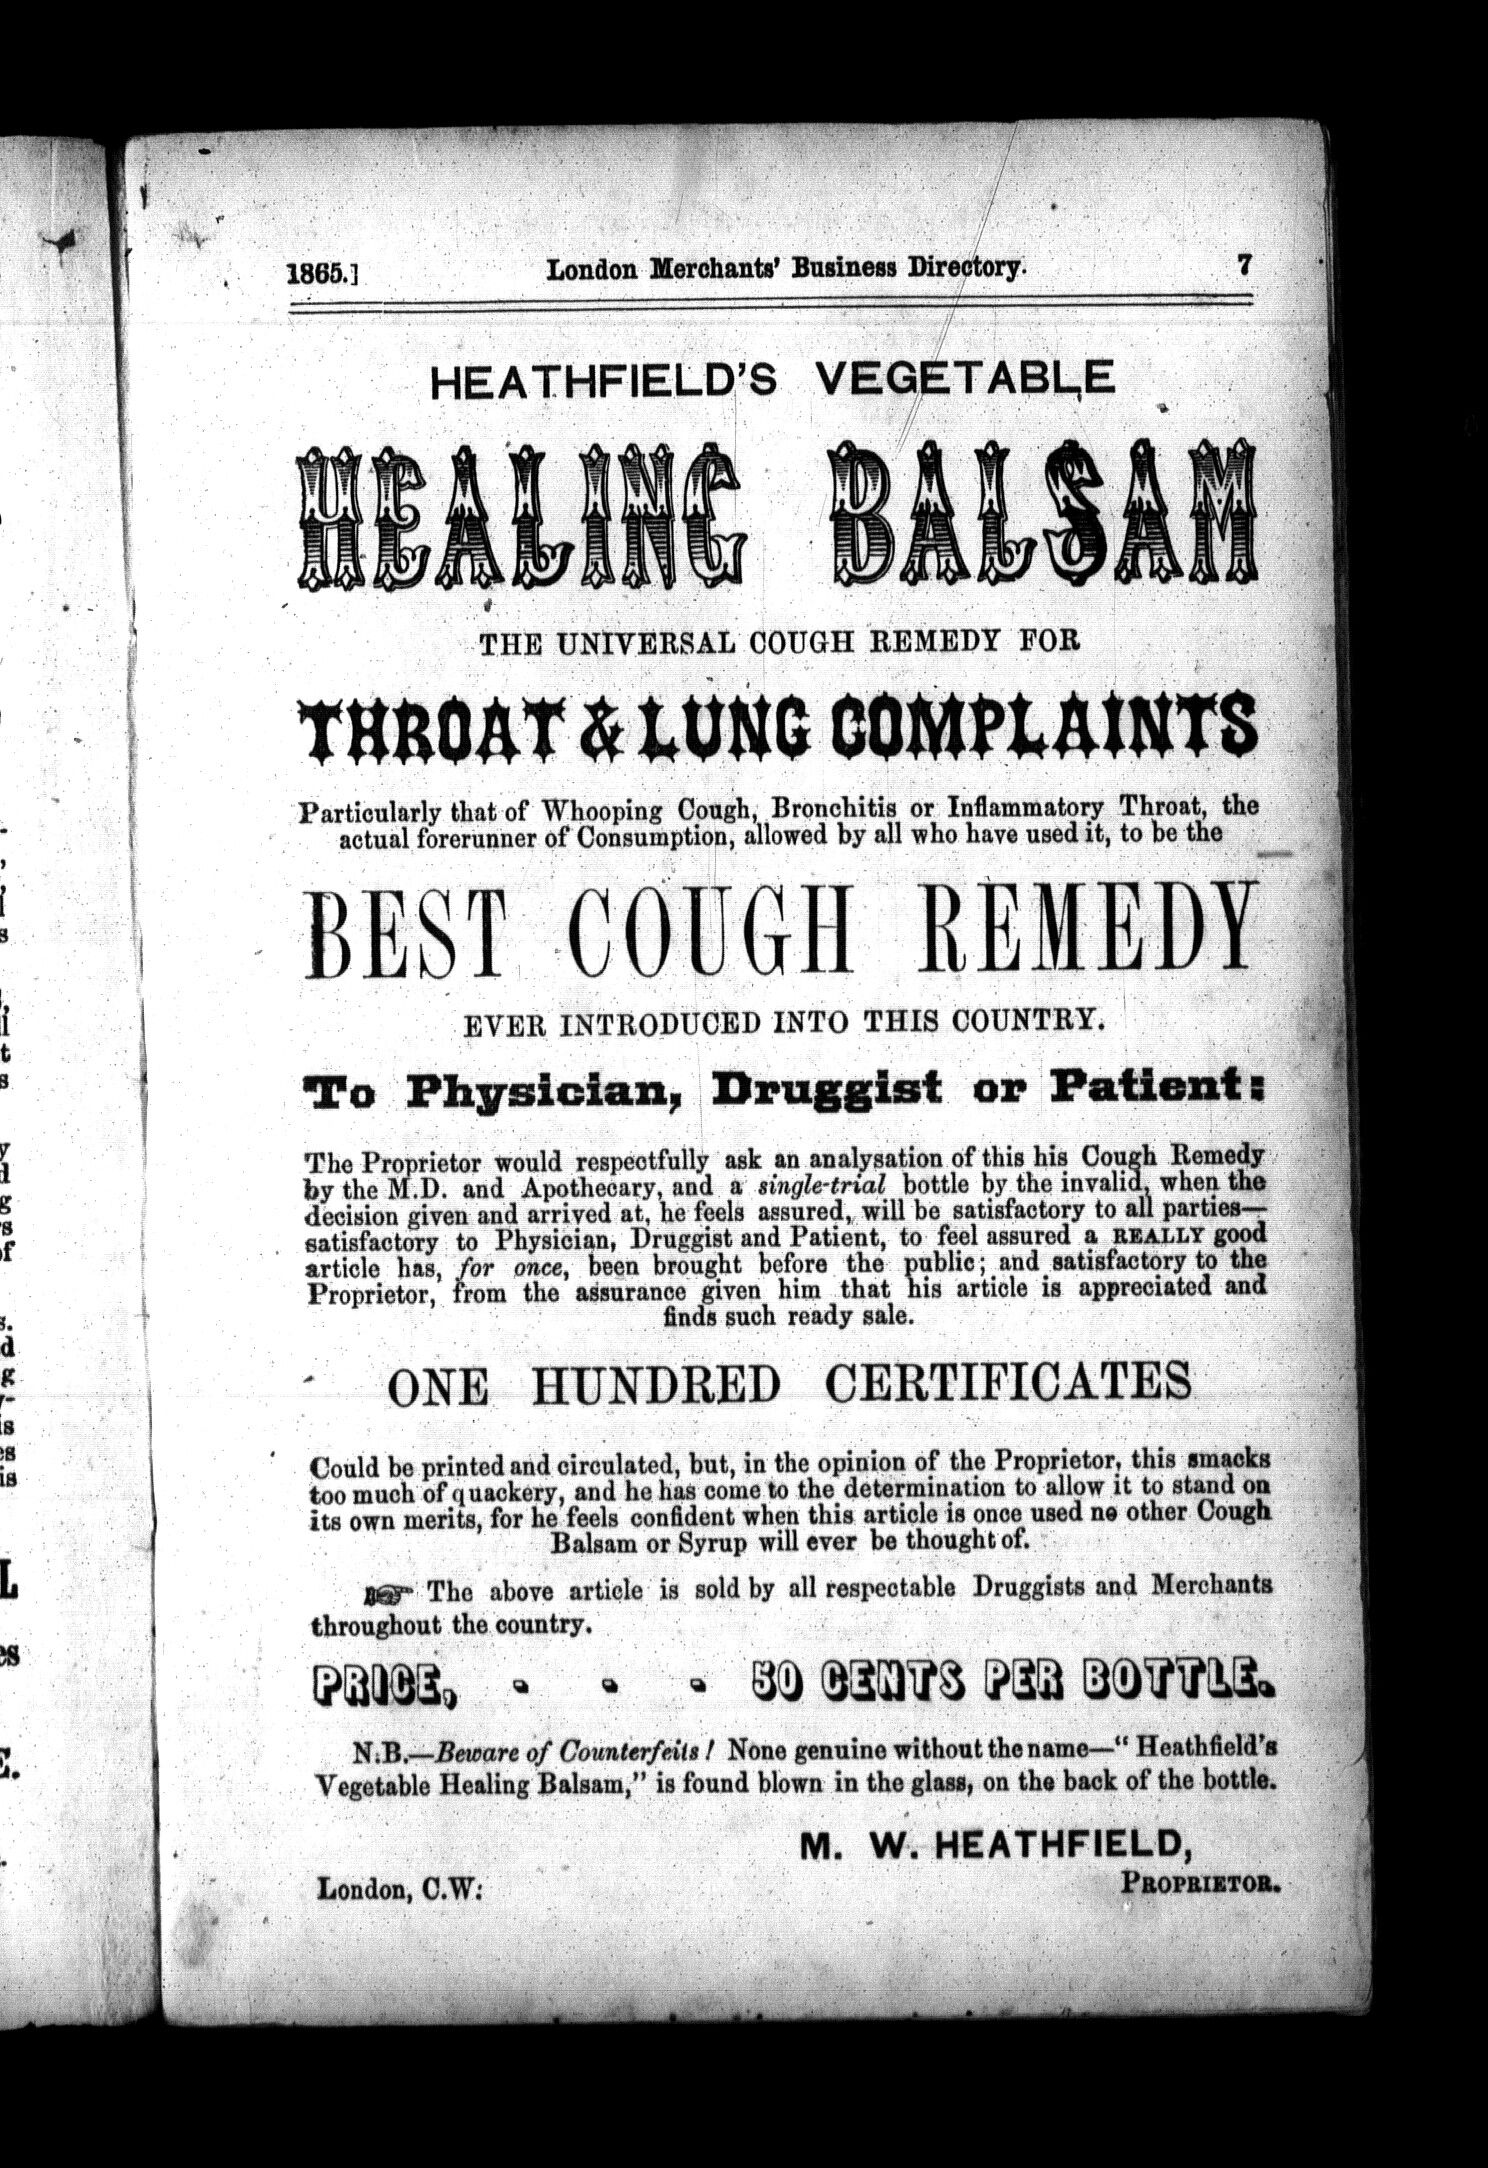 1865.] London Merchants' Business Directory. 7
HEATHFIELD'S VEGETABLE
HEALING BALSAM
THE UNIVERSAL COUGH REMEDY FOR
THROAT & LUNG COMPLAINTS
Particularly that of Whooping Cough, Bronchitis or Inflammatory Throat, the
actual forerunner of Consumption, allowed by all who have used it, to be the
BEST COUGH REMEDY
EVER INTRODUCED INTO THIS COUNTRY.
To Physician, Druggist or Patient:
The Proprietor would respectfully ask an analysation of this his Cough Remedy
by the M.D. and Apothecary, and a single-trial bottle by the invalid, when the
decision given and arrived at, he feels assured, will be satisfactory to all parties—
satisfactory to Physician, Druggist and Patient, to feel assured a REALLY good
article has, for once, been brought before the public; and satisfactory to the
Proprietor, from the assurance given him that his article is appreciated and
finds such ready sale.
ONE HUNDRED CERTIFICATES
Could be printed and circulated, but, in the opinion of the Proprietor, this smacks
too much of quackery, and he has come to the determination to allow it to stand on
its own merits, for he feels confident when this article is once used no other Cough
Balsam or Syrup will ever be thought of.
☞ The above article is sold by all respectable Druggists and Merchants
throughout the country.
PRICE, - - - 50 CENTS PER BOTTLE.
N.B.—Beware of Counterfeits! None genuine without the name—" Heathfield's
Vegetable Healing Balsam," is found blown in the glass, on the back of the bottle.
M. W. HEATHFIELD,
London, C.W: PROPRIETOR.